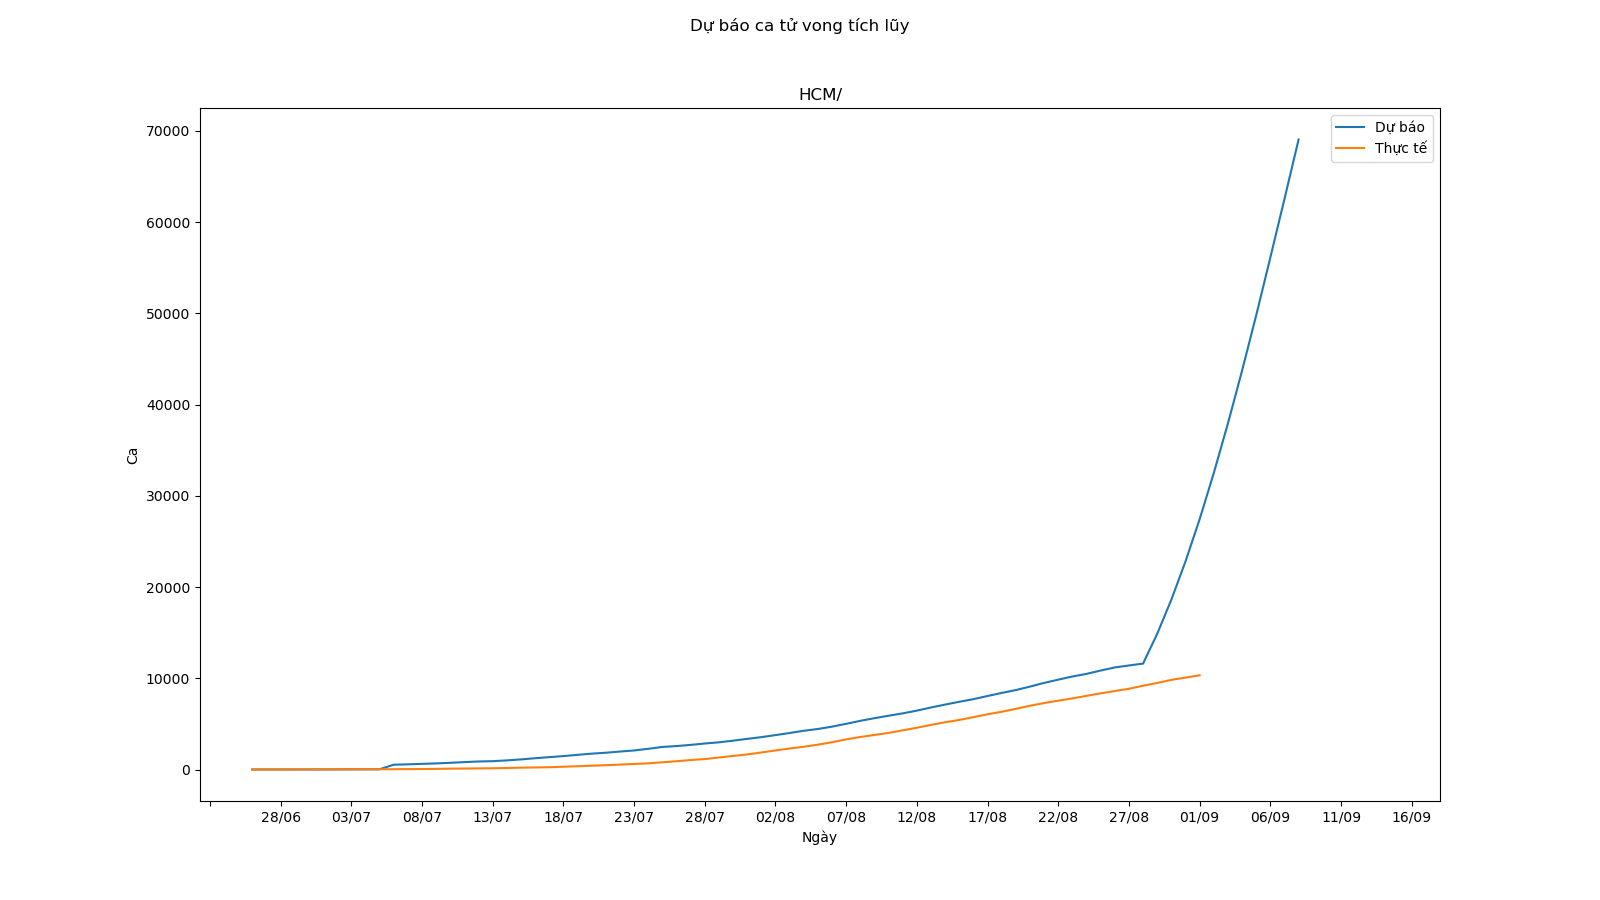 Dự báo ca tử vong tích lũy
HCM/
Dự báo
Thực tế
70000
60000
50000
40000
30000
20000
10000
0
Ca
28/06 03/07 08/07 13/07 18/07 23/07 28/07 02/08 07/08 12/08 17/08 22/08 27/08 01/09 06/09 11/09 16/09
Ngày